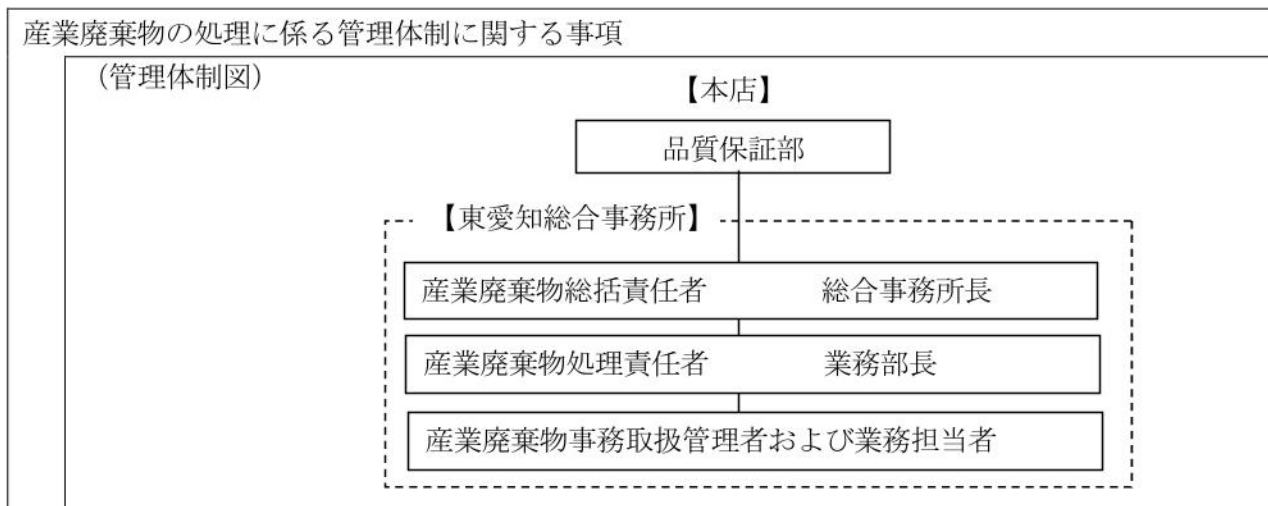 産業廃棄物の処理に係る管理体制に関する事項
（管理体制図）
【本店】
品質保証部
【東愛知総合事務所】
産業廃棄物総括責任者　総合事務所長
産業廃棄物処理責任者　業務部長
産業廃棄物事務取扱管理者および業務担当者